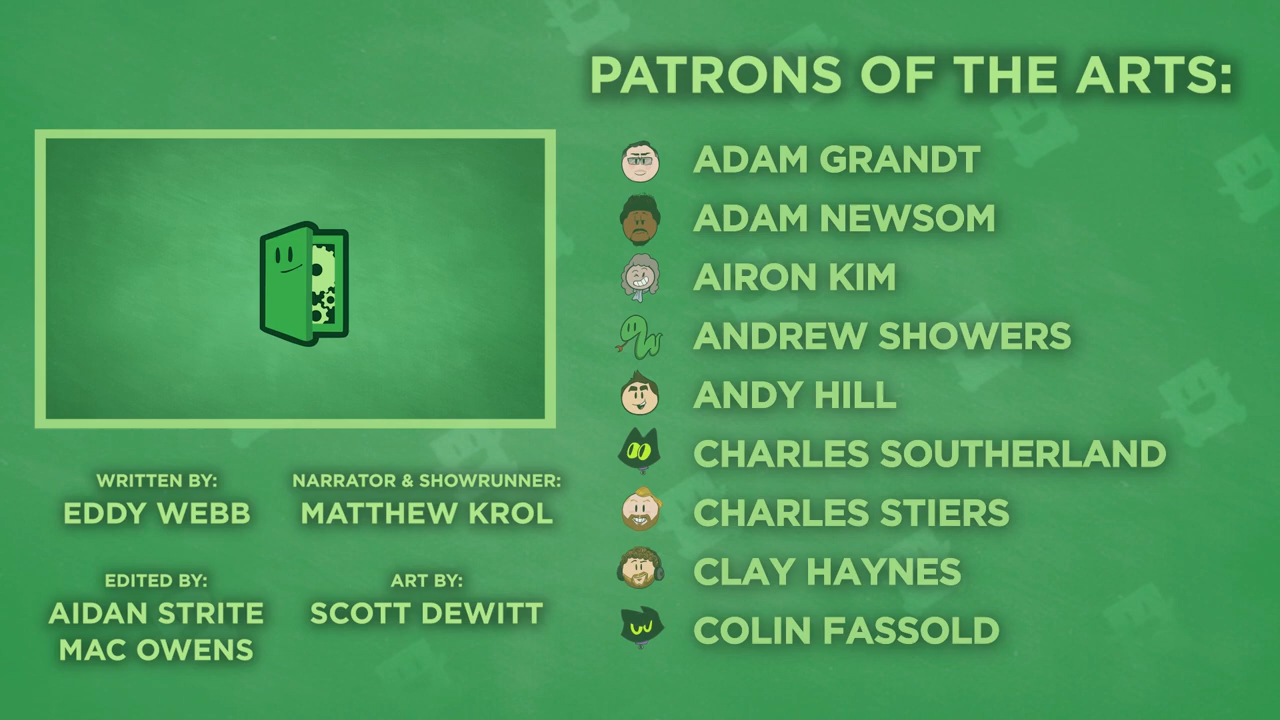 PATRONS OF THE ARTS:
ADAM GRANDT
ADAM NEWSOM
AIRON KIM
ANDREW SHOWERS
ANDY HILL
CHARLES SOUTHERLAND
CHARLES STIERS
CLAY HAYNES
COLIN FASSOLD
WRITTEN BY:
EDDY WEBB
NARRATOR & SHOWRUNNER:
MATTHEW KROL
EDITED BY:
AIDAN STRITE
MAC OWENS
ART BY:
SCOTT DEWITT